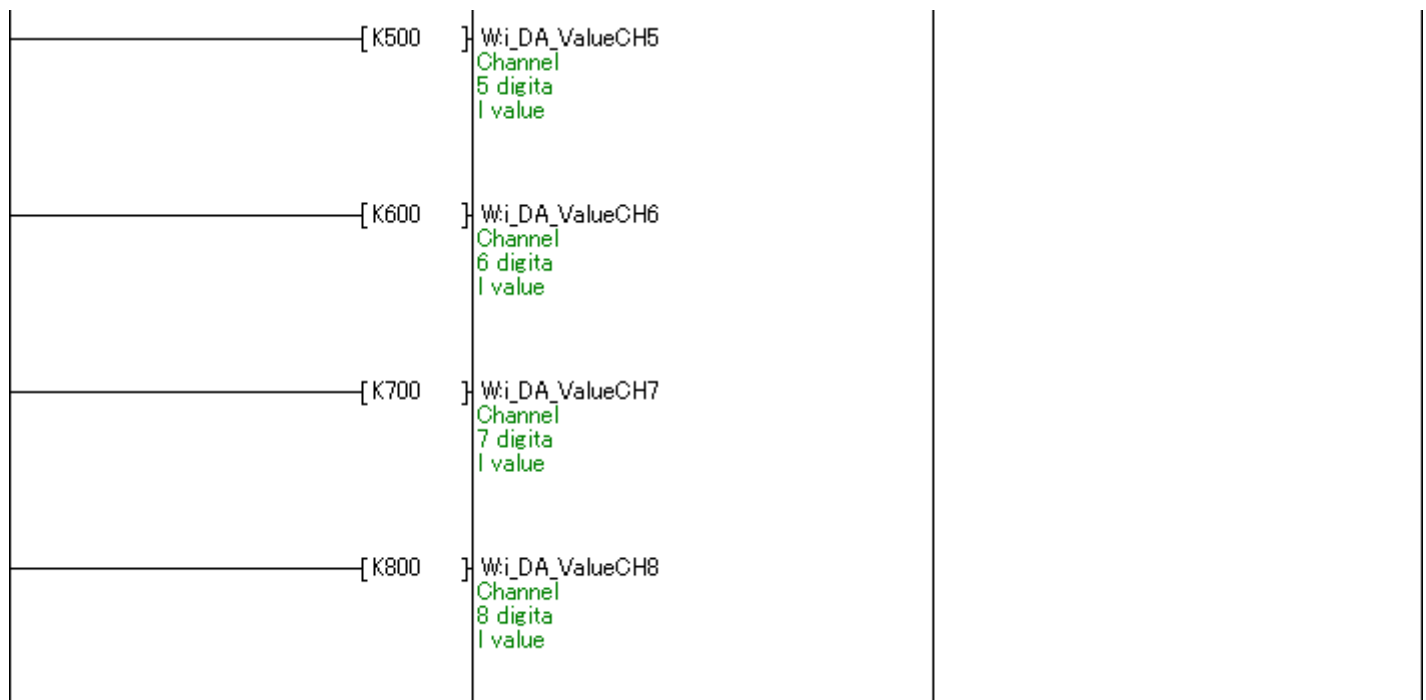 [ K500 ] W:i_DA_ValueCH5
Channel
5 digita
l value
[ K600 ] W:i_DA_ValueCH6
Channel
6 digita
l value
[ K700 ] W:i_DA_ValueCH7
Channel
7 digita
l value
[ K800 ] W:i_DA_ValueCH8
Channel
8 digita
l value